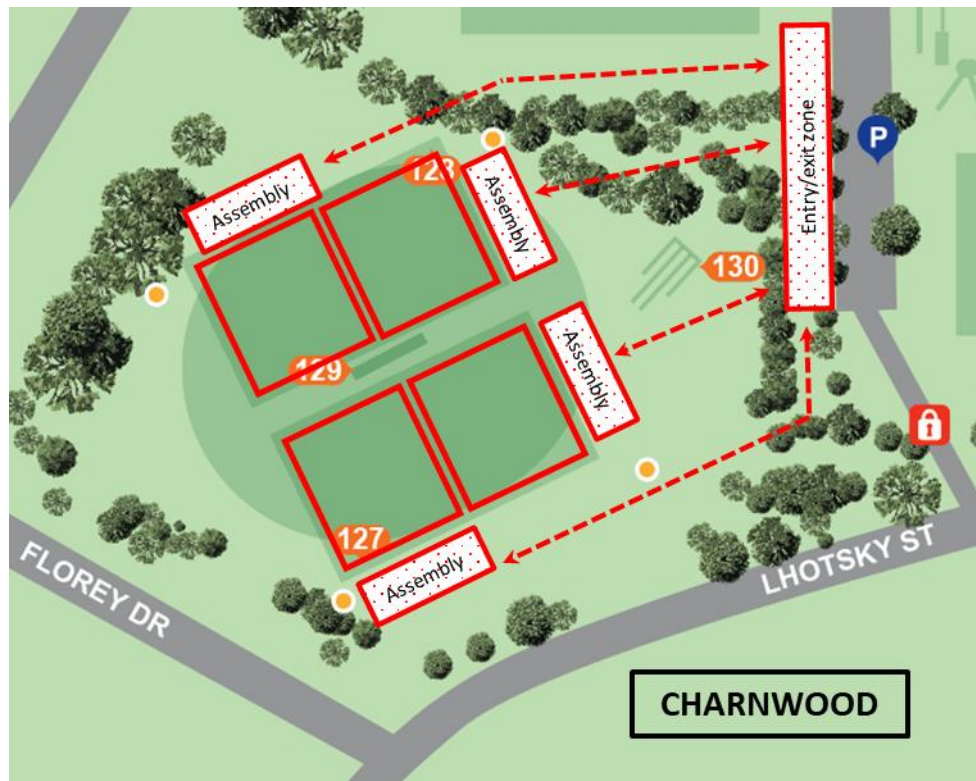 P
Entry/exit zone
128
Assembly
Assembly
130
129
Assembly
127
Assembly
FLOREY DR
LHOTSKY ST
CHARNWOOD